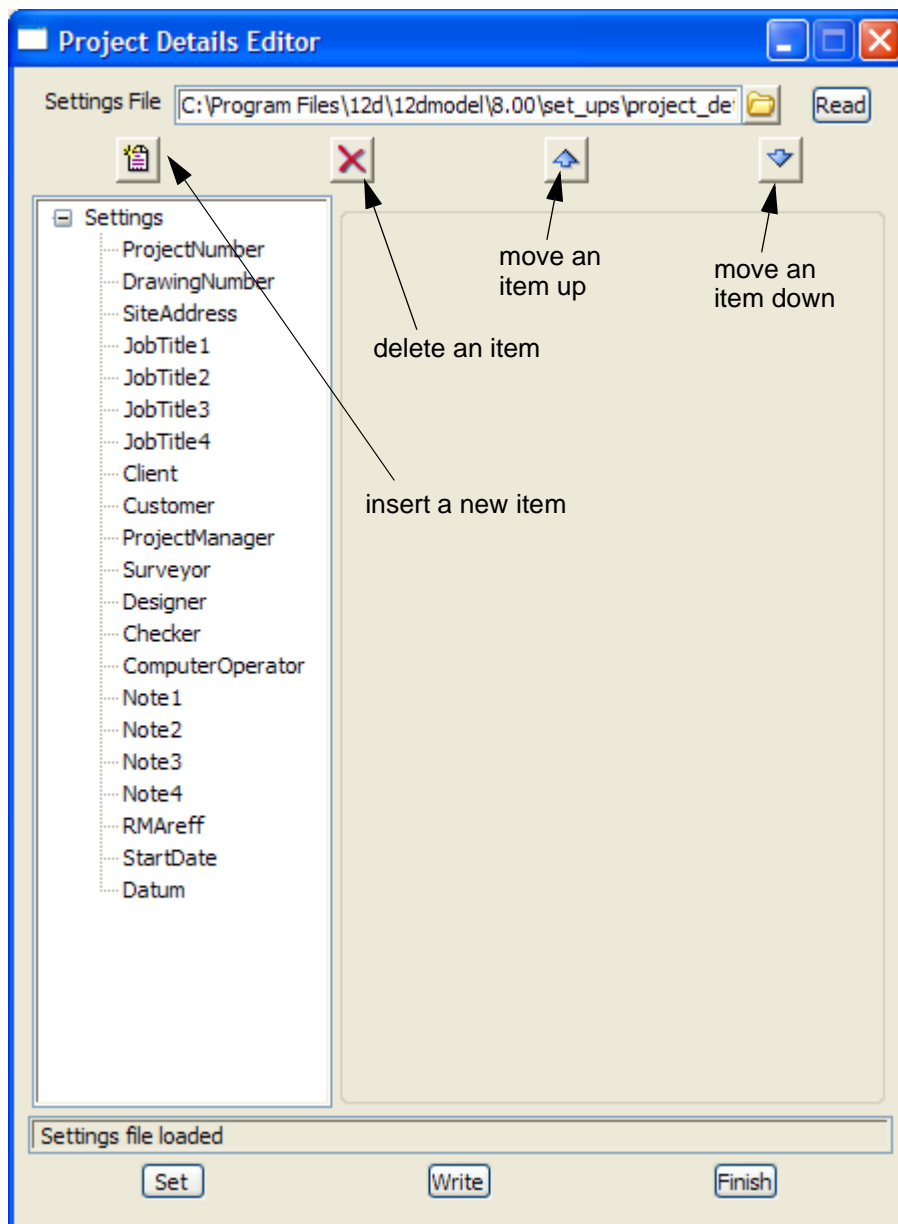 Project Details Editor
Settings File C:\Program Files\12d\12dmodel\8.00\set_ups\project_de Read
Settings
ProjectNumber
DrawingNumber
SiteAddress
JobTitle1
JobTitle2
JobTitle3
JobTitle4
Client
Customer
ProjectManager
Surveyor
Designer
Checker
ComputerOperator
Note1
Note2
Note3
Note4
RMAreff
StartDate
Datum
move an
item up
move an
item down
delete an item
insert a new item
Settings file loaded
Set Write Finish